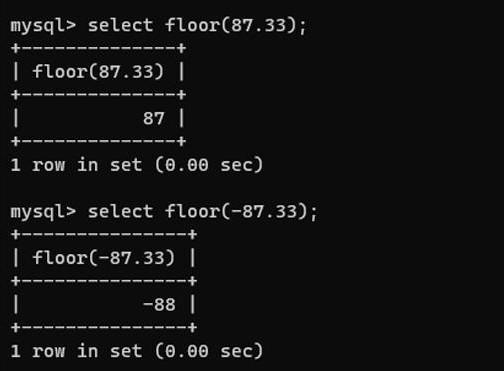 mysql> select floor(87.33);
+--------------+
| floor(87.33) |
+--------------+
|           87 |
+--------------+
1 row in set (0.00 sec)

mysql> select floor(-87.33);
+---------------+
| floor(-87.33) |
+---------------+
|           -88 |
+---------------+
1 row in set (0.00 sec)